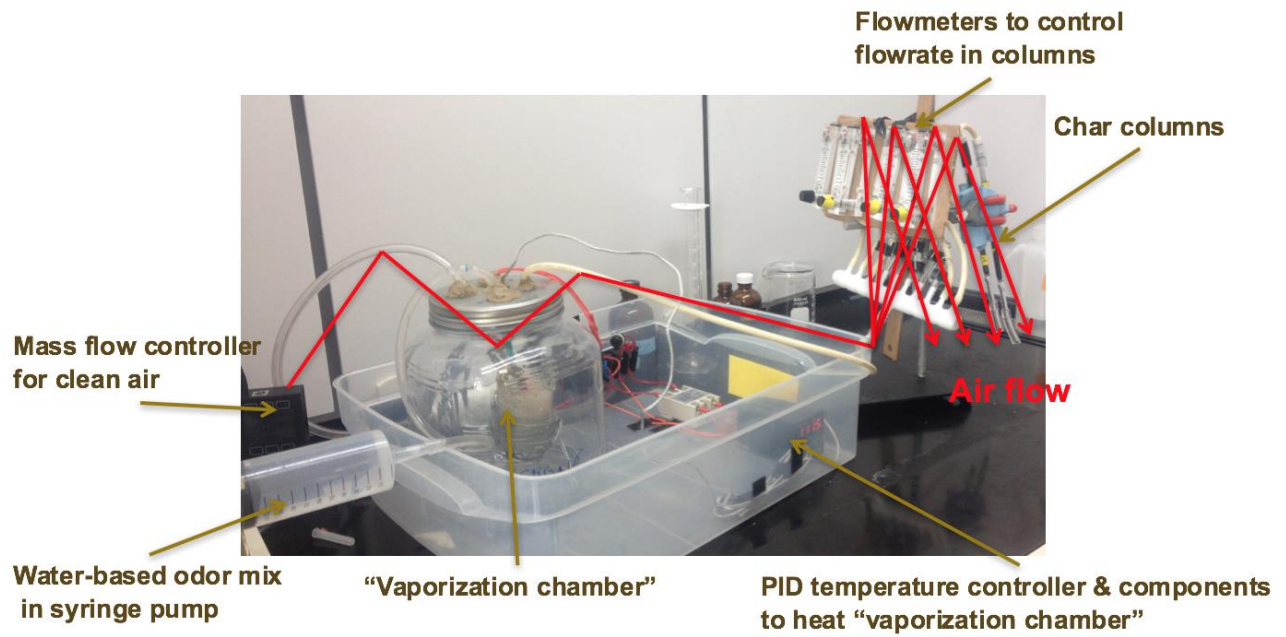 Flowmeters to control
flowrate in columns
Char columns
Mass flow controller
for clean air
Air flow
Water-based odor mix
in syringe pump
“Vaporization chamber”
PID temperature controller & components
to heat “vaporization chamber”